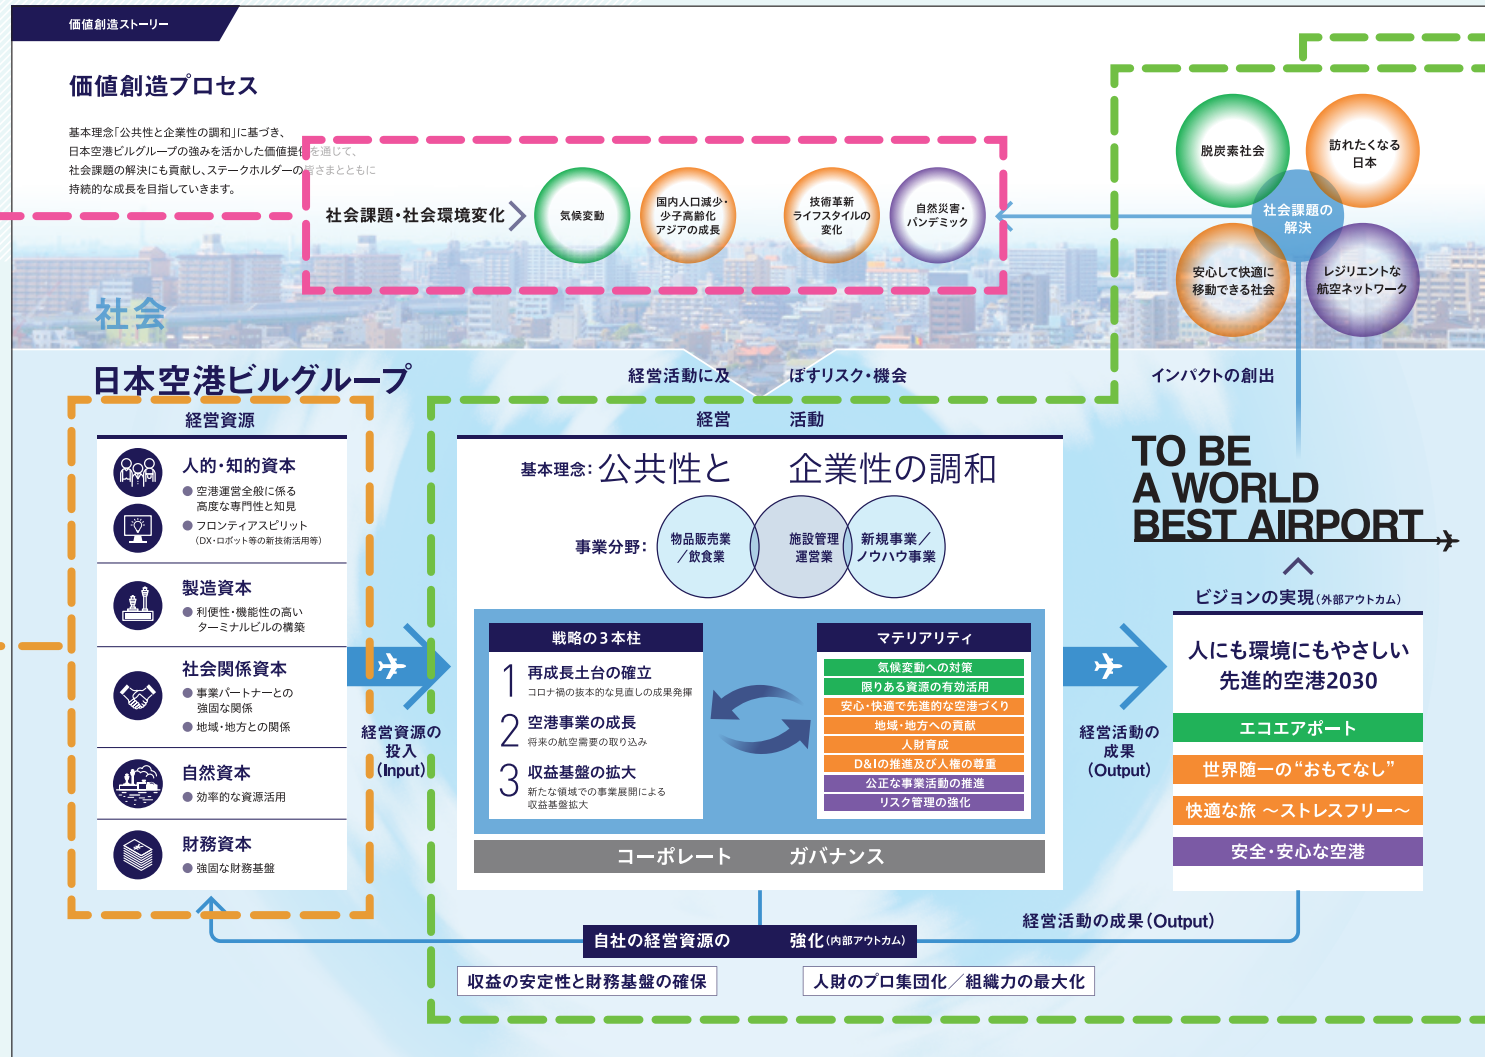 価値創造ストーリー
価値創造プロセス
基本理念「公共性と企業性の調和」に基づき、
日本空港ビルグループの強みを活かした価値提供を通じて、
社会課題の解決にも貢献し、ステークホルダーの皆さまとともに
持続的な成長を目指していきます。
社会課題・社会環境変化
気候変動
国内人口減少・
少子高齢化
アジアの成長
技術革新
ライフスタイルの
変化
自然災害・
パンデミック
脱炭素社会
訪れたくなる
日本
社会課題の
解決
安心して快適に
移動できる社会
レジリエントな
航空ネットワーク
社会
日本空港ビルグループ
経営活動に及 ぼすリスク・機会
インパクトの創出
経営資源
人的・知的資本
● 空港運営全般に係る
高度な専門性と知見
● フロンティアスピリット
(DX・ロボット等の新技術活用等)
製造資本
● 利便性・機能性の高い
ターミナルビルの構築
社会関係資本
● 事業パートナーとの
強固な関係
● 地域・地方との関係
自然資本
● 効率的な資源活用
財務資本
● 強固な財務基盤
経営資源の
投入
(Input)
経営 活動
基本理念: 公共性と 企業性の調和
事業分野:
物品販売業
／飲食業
施設管理
運営業
新規事業／
ノウハウ事業
戦略の3本柱
1 再成長土台の確立
コロナ禍の抜本的な見直しの成果発揮
2 空港事業の成長
将来の航空需要の取り込み
3 収益基盤の拡大
新たな領域での事業展開による
収益基盤拡大
マテリアリティ
気候変動への対策
限りある資源の有効活用
安心・快適で先進的な空港づくり
地域・地方への貢献
人財育成
D&Iの推進及び人権の尊重
公正な事業活動の推進
リスク管理の強化
コーポレート ガバナンス
経営活動の
成果
(Output)
TO BE
A WORLD
BEST AIRPORT
ビジョンの実現(外部アウトカム)
人にも環境にもやさしい
先進的空港2030
エコエアポート
世界随一の“おもてなし”
快適な旅 ～ストレスフリー～
安全・安心な空港
経営活動の成果(Output)
自社の経営資源の 強化(内部アウトカム)
収益の安定性と財務基盤の確保
人財のプロ集団化／組織力の最大化